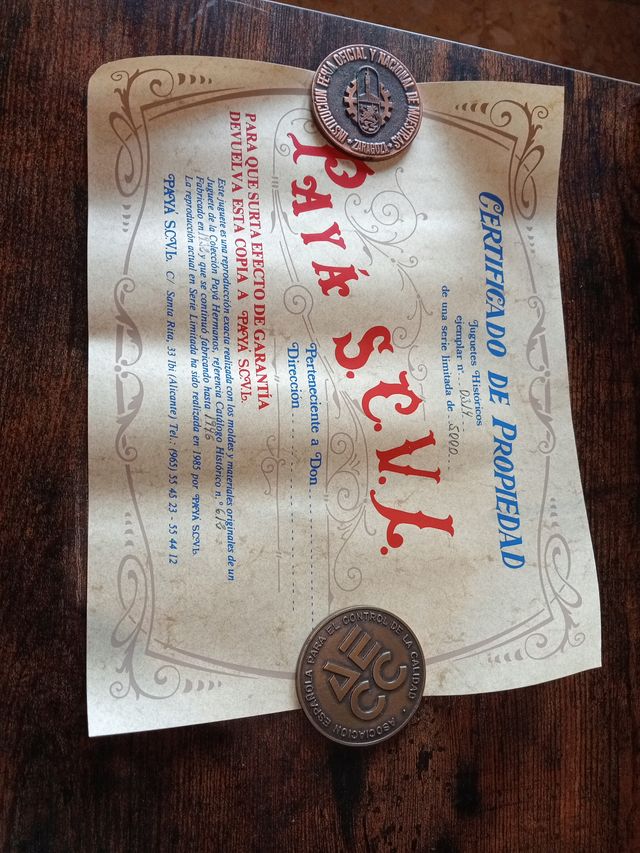 CERTIFICADO DE PROPIEDAD
Juguetes Históricos
ejemplar n.
de una serie limitada de 5000
PAYÁ S.C.V.L.
Perteneciente a Don
Dirección
PARA QUE SURTA EFECTO DE GARANTÍA
DEVUELVA ESTA COPIA A PAYÁ S.C.V.L.
Este juguete es una reproducción exacta realizada con los moldes y materiales originales de un
Juguete de la Colección Payá Hermanos, referencia Catálogo Histórico n.º
Fabricado en y que se continuó fabricando hasta 1946
La reproducción actual en Serie Limitada ha sido realizada en 1985 por PAYÁ S.C.V.L.
PAYÁ S.C.V.L. C/ Santa Rita, 33 Ibi (Alicante) Tel.: (965) 55 45 23 - 55 44 12
INSTITUCION FERIA OFICIAL Y NACIONAL DE MUESTRAS
ZARAGOZA
ASOCIACION ESPAÑOLA PARA EL CONTROL DE LA CALIDAD
AECC